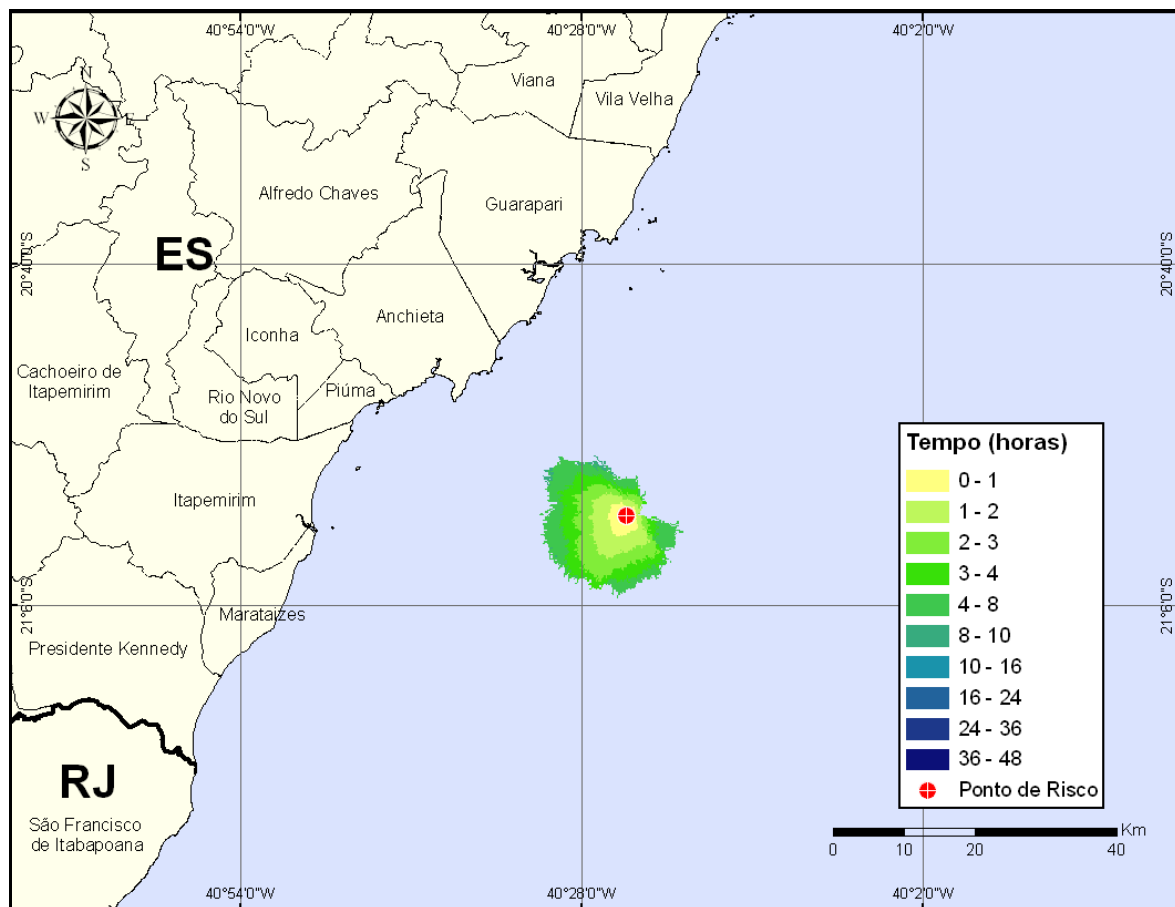 40°54'0"W
40°28'0"W
40°2'0"W
N
W
E
S
Viana
Vila Velha
Alfredo Chaves
Guarapari
ES
20°40'0"S
20°40'0"S
Anchieta
Iconha
Cachoeiro de
Itapemirim
Rio Novo
do Sul
Piúma
Itapemirim
Marataizes
21°6'0"S
21°6'0"S
Presidente Kennedy
RJ
São Francisco
de Itabapoana
Tempo (horas)
0 - 1
1 - 2
2 - 3
3 - 4
4 - 8
8 - 10
10 - 16
16 - 24
24 - 36
36 - 48
Ponto de Risco
Km
0 10 20 40
40°54'0"W
40°28'0"W
40°2'0"W